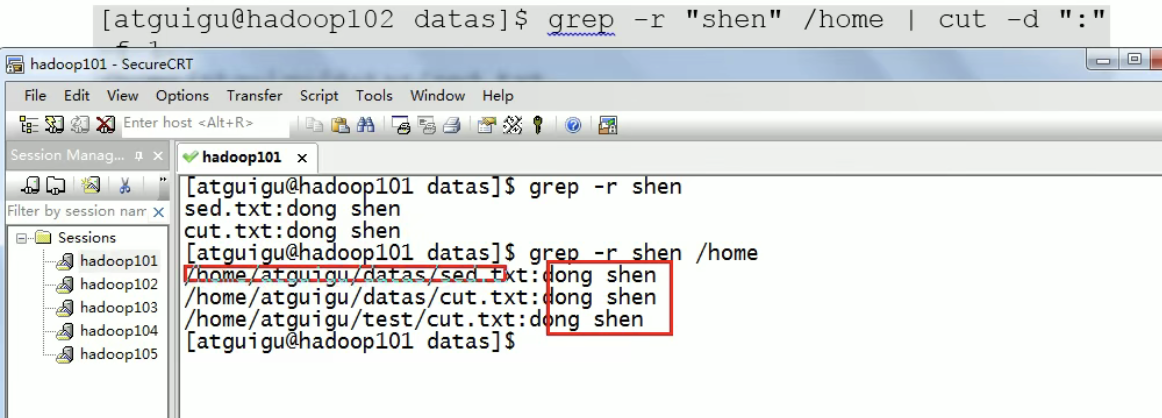 [atguigu@hadoop102 datas]$ grep -r "shen" /home | cut -d ":"
hadoop101 - SecureCRT
File Edit View Options Transfer Script Tools Window Help
Enter host <Alt+R>
Session Manag...
hadoop101
Filter by session nam
Sessions
hadoop101
hadoop102
hadoop103
hadoop104
hadoop105
[atguigu@hadoop101 datas]$ grep -r shen
sed.txt:dong shen
cut.txt:dong shen
[atguigu@hadoop101 datas]$ grep -r shen /home
/home/atguigu/datas/sed.txt:dong shen
/home/atguigu/datas/cut.txt:dong shen
/home/atguigu/test/cut.txt:dong shen
[atguigu@hadoop101 datas]$